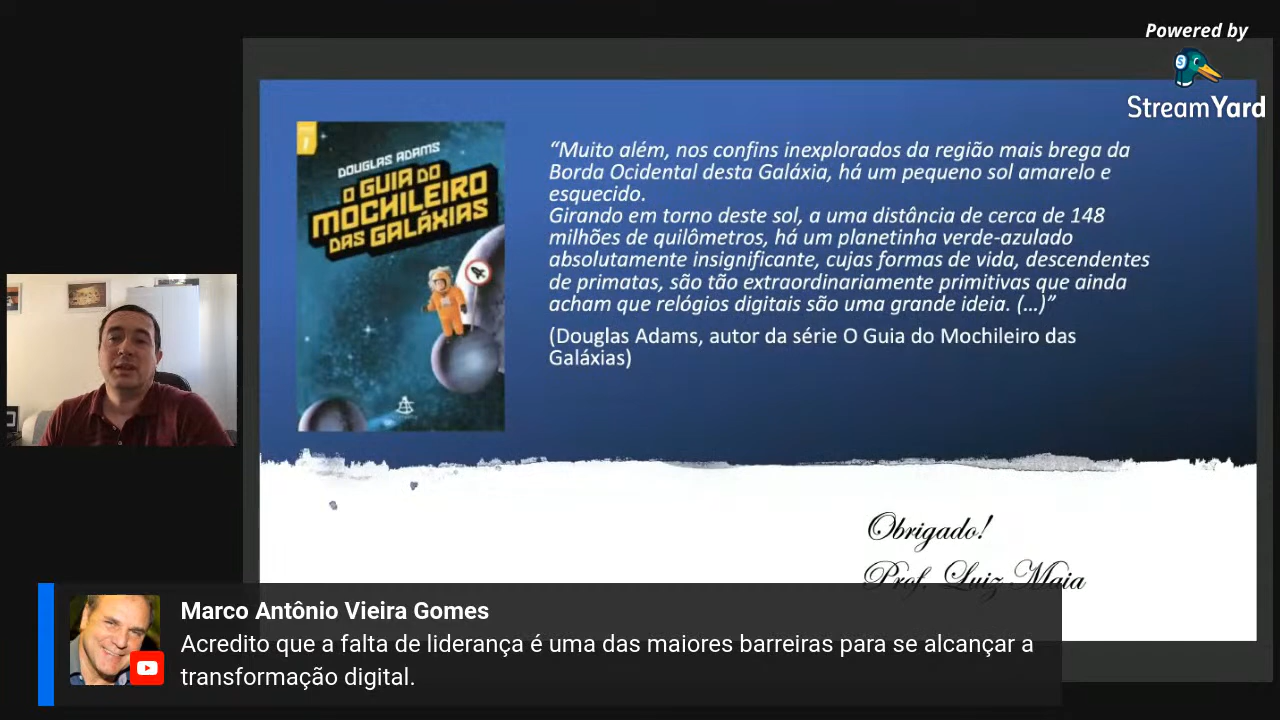 Powered by
StreamYard
DOUGLAS ADAMS
O GUIA DO
MOCHILEIRO
DAS GALÁXIAS
“Muito além, nos confins inexplorados da região mais brega da
Borda Ocidental desta Galáxia, há um pequeno sol amarelo e
esquecido.
Girando em torno deste sol, a uma distância de cerca de 148
milhões de quilômetros, há um planetinha verde-azulado
absolutamente insignificante, cujas formas de vida, descendentes
de primatas, são tão extraordinariamente primitivas que ainda
acham que relógios digitais são uma grande ideia. (...)”
(Douglas Adams, autor da série O Guia do Mochileiro das
Galáxias)
Obrigado!
Prof. Luiz Maia
Marco Antônio Vieira Gomes
Acredito que a falta de liderança é uma das maiores barreiras para se alcançar a
transformação digital.